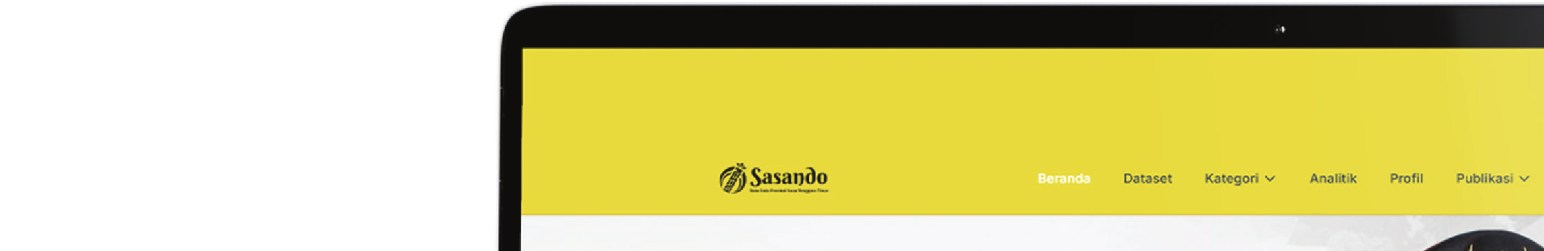 Sasando
Beranda Dataset Kategori Analitik Profil Publikasi